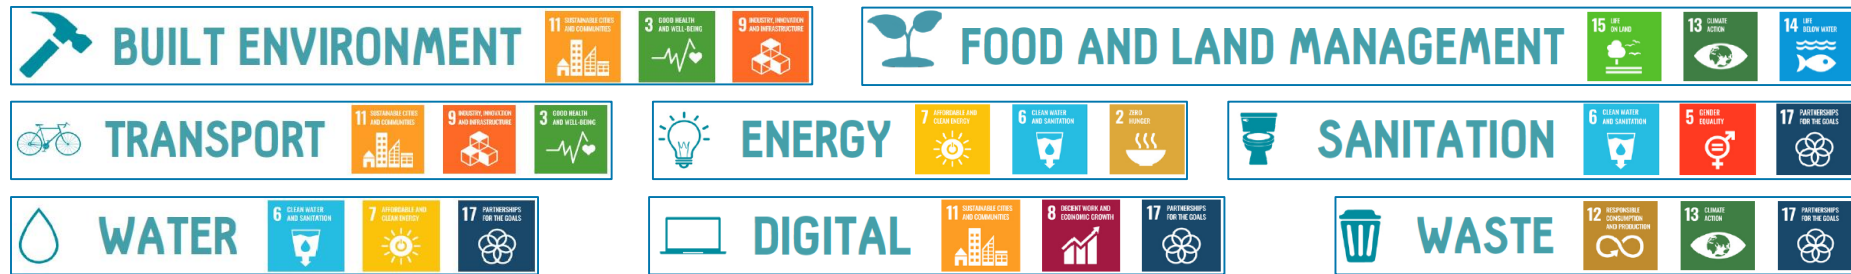 BUILT ENVIRONMENT
11 SUSTAINABLE CITIES
AND COMMUNITIES
3 GOOD HEALTH
AND WELL-BEING
9 INDUSTRY, INNOVATION
AND INFRASTRUCTURE
FOOD AND LAND MANAGEMENT
15 LIFE
ON LAND
13 CLIMATE
ACTION
14 LIFE
BELOW WATER
TRANSPORT
11 SUSTAINABLE CITIES
AND COMMUNITIES
9 INDUSTRY, INNOVATION
AND INFRASTRUCTURE
3 GOOD HEALTH
AND WELL-BEING
ENERGY
7 AFFORDABLE AND
CLEAN ENERGY
6 CLEAN WATER
AND SANITATION
2 ZERO
HUNGER
SANITATION
6 CLEAN WATER
AND SANITATION
5 GENDER
EQUALITY
17 PARTNERSHIPS
FOR THE GOALS
WATER
6 CLEAN WATER
AND SANITATION
7 AFFORDABLE AND
CLEAN ENERGY
17 PARTNERSHIPS
FOR THE GOALS
DIGITAL
11 SUSTAINABLE CITIES
AND COMMUNITIES
8 DECENT WORK AND
ECONOMIC GROWTH
17 PARTNERSHIPS
FOR THE GOALS
WASTE
12 RESPONSIBLE
CONSUMPTION
AND PRODUCTION
13 CLIMATE
ACTION
17 PARTNERSHIPS
FOR THE GOALS